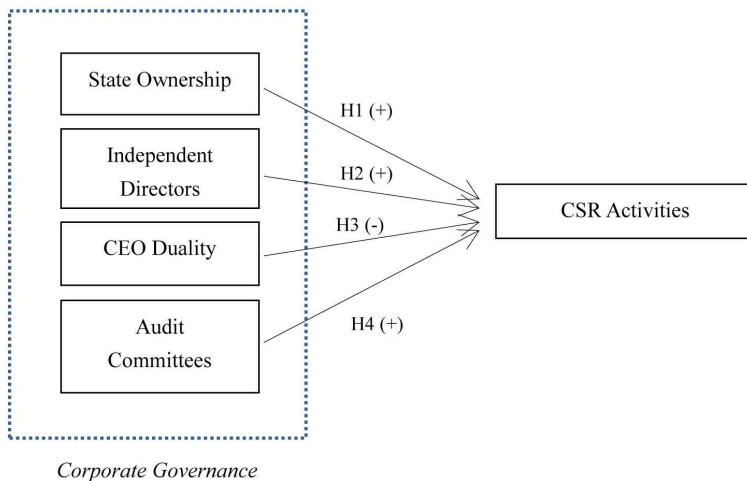 State Ownership
H1 (+)
Independent
Directors
H2 (+)
CSR Activities
H3 (-)
CEO Duality
H4 (+)
Audit
Committees
Corporate Governance